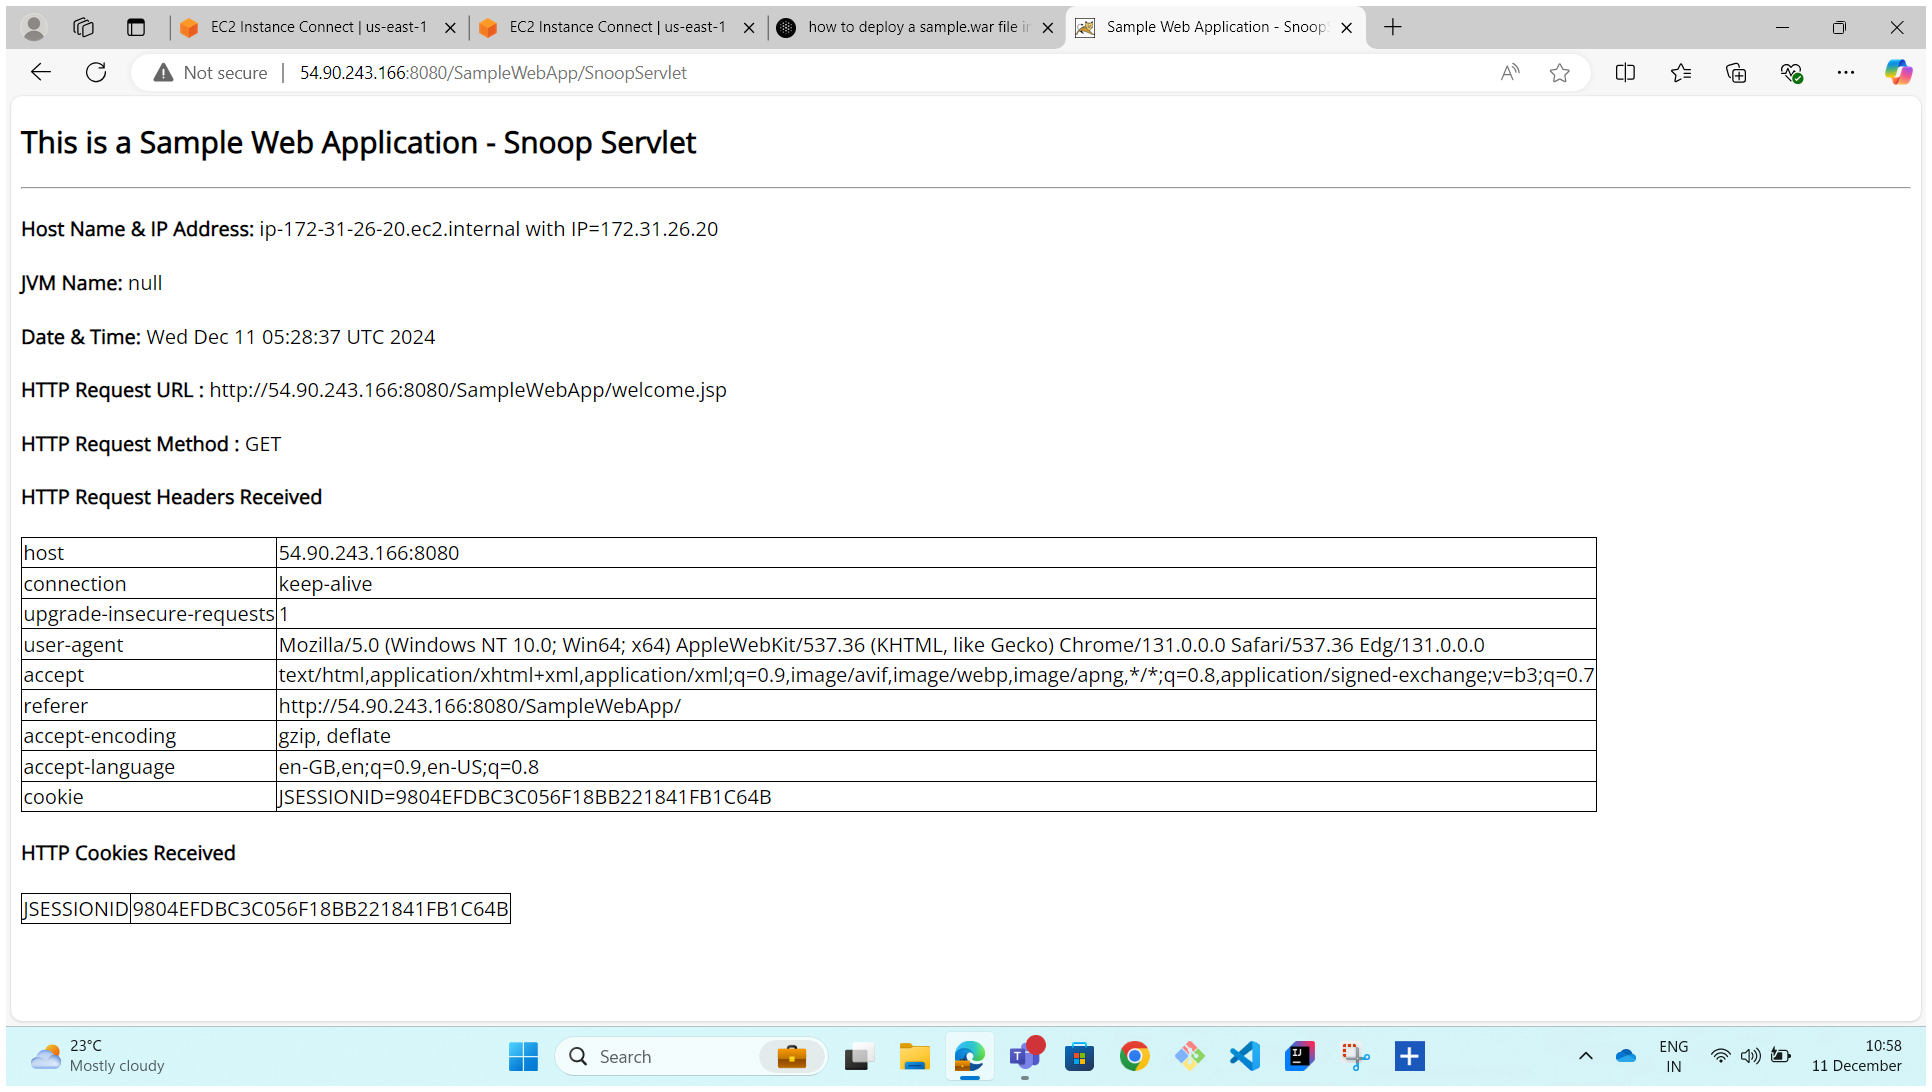 EC2 Instance Connect | us-east-1
EC2 Instance Connect | us-east-1
how to deploy a sample.war file in
Sample Web Application - Snoop
Not secure
54.90.243.166:8080/SampleWebApp/SnoopServlet
This is a Sample Web Application - Snoop Servlet
Host Name & IP Address: ip-172-31-26-20.ec2.internal with IP=172.31.26.20
JVM Name: null
Date & Time: Wed Dec 11 05:28:37 UTC 2024
HTTP Request URL : http://54.90.243.166:8080/SampleWebApp/welcome.jsp
HTTP Request Method : GET
HTTP Request Headers Received
host 54.90.243.166:8080
connection keep-alive
upgrade-insecure-requests 1
user-agent Mozilla/5.0 (Windows NT 10.0; Win64; x64) AppleWebKit/537.36 (KHTML, like Gecko) Chrome/131.0.0.0 Safari/537.36 Edg/131.0.0.0
accept text/html,application/xhtml+xml,application/xml;q=0.9,image/avif,image/webp,image/apng,*/*;q=0.8,application/signed-exchange;v=b3;q=0.7
referer http://54.90.243.166:8080/SampleWebApp/
accept-encoding gzip, deflate
accept-language en-GB,en;q=0.9,en-US;q=0.8
cookie JSESSIONID=9804EFDBC3C056F18BB221841FB1C64B
HTTP Cookies Received
JSESSIONID 9804EFDBC3C056F18BB221841FB1C64B
23°C
Mostly cloudy
Search
ENG
IN
10:58
11 December